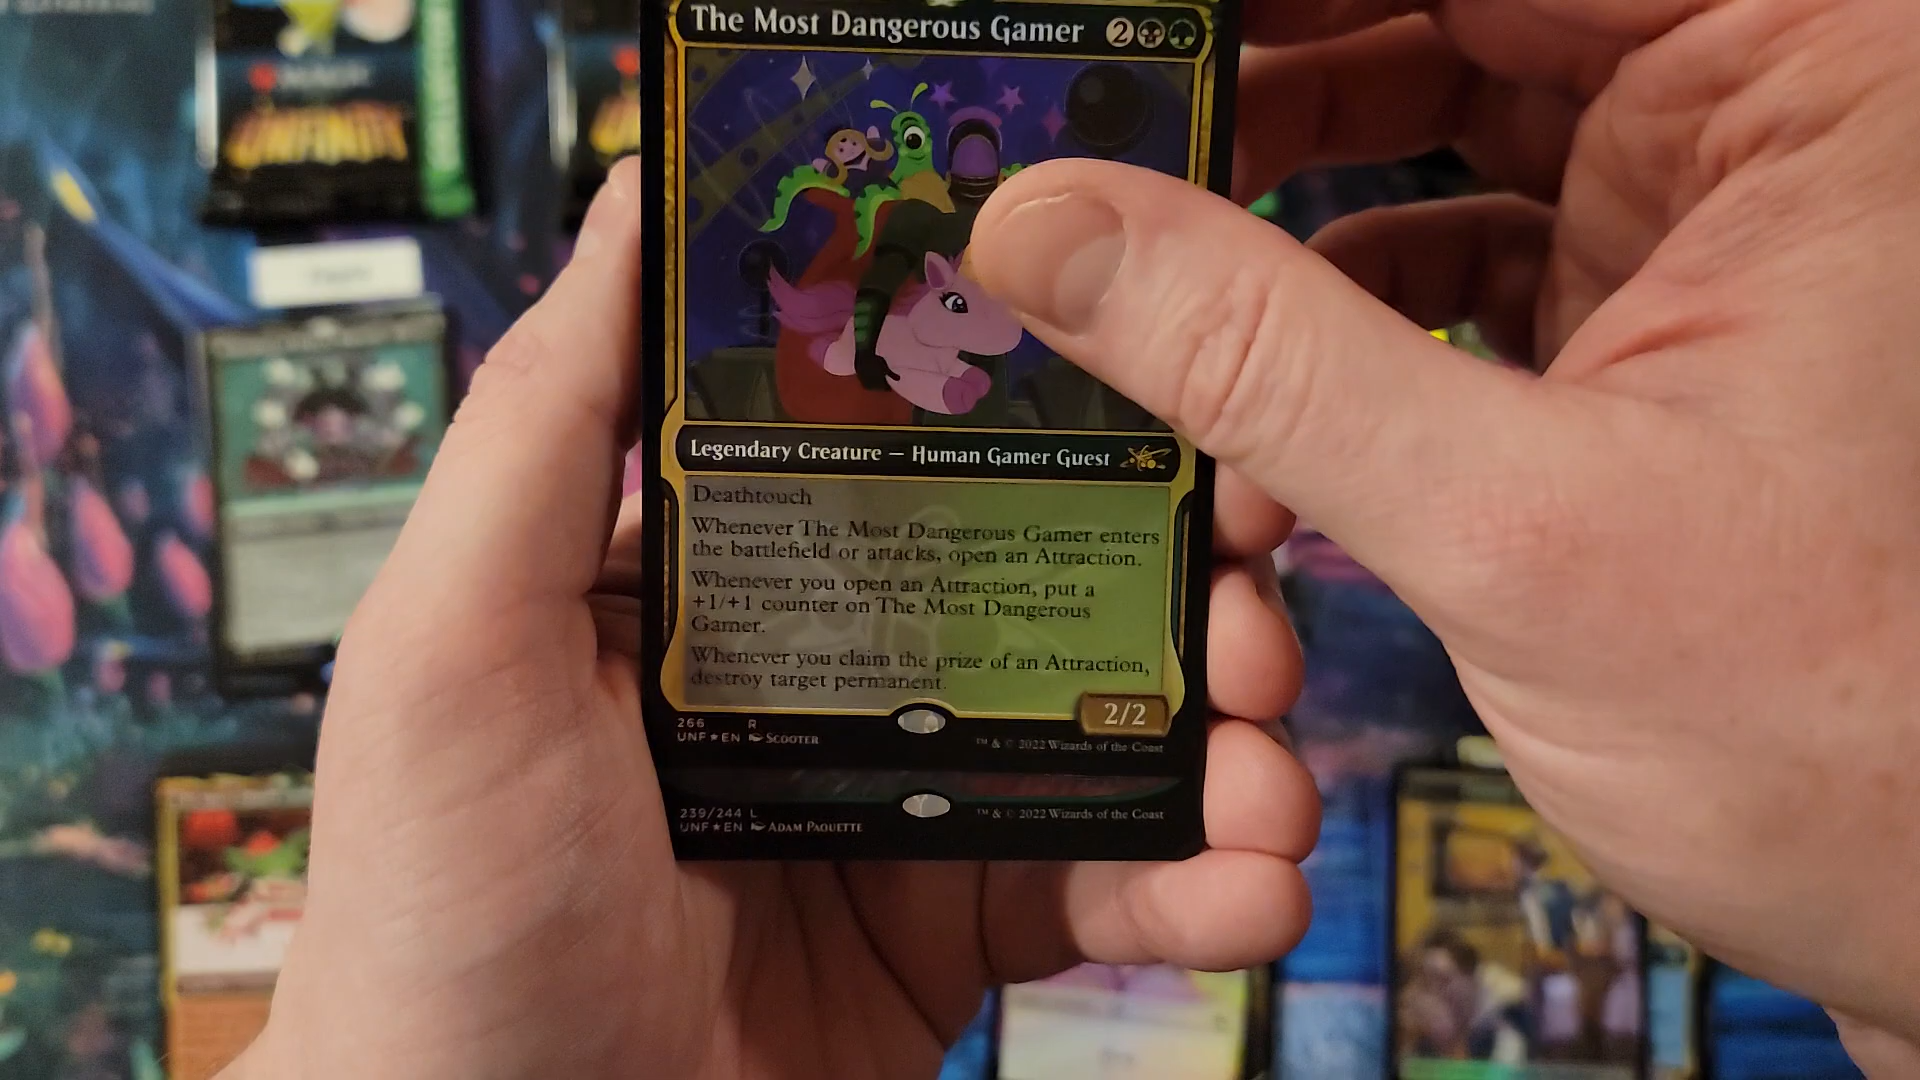 The Most Dangerous Gamer 2
UNFINITY
Legendary Creature — Human Gamer Guest
Deathtouch
Whenever The Most Dangerous Gamer enters
the battlefield or attacks, open an Attraction.
Whenever you open an Attraction, put a
+1/+1 counter on The Most Dangerous
Gamer.
Whenever you claim the prize of an Attraction,
destroy target permanent.
2/2
266 R
UNF★EN SCOOTER
™ & © 2022 Wizards of the Coast
239/244 L
UNF★EN ADAM PAQUETTE
™ & © 2022 Wizards of the Coast